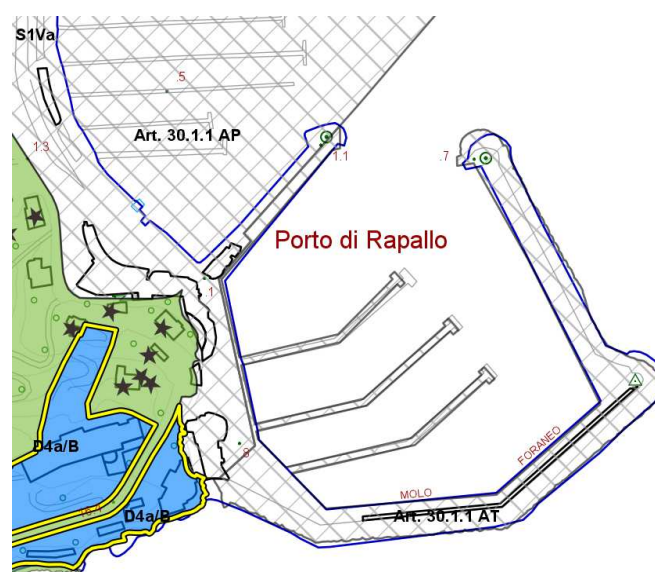 S1Va
.5
Art. 30.1.1 AP
1.3
1.1
.7
Porto di Rapallo
.1
D4a/B
.8
FORANEO
MOLO
Art. 30.1.1 AT
D4a/B